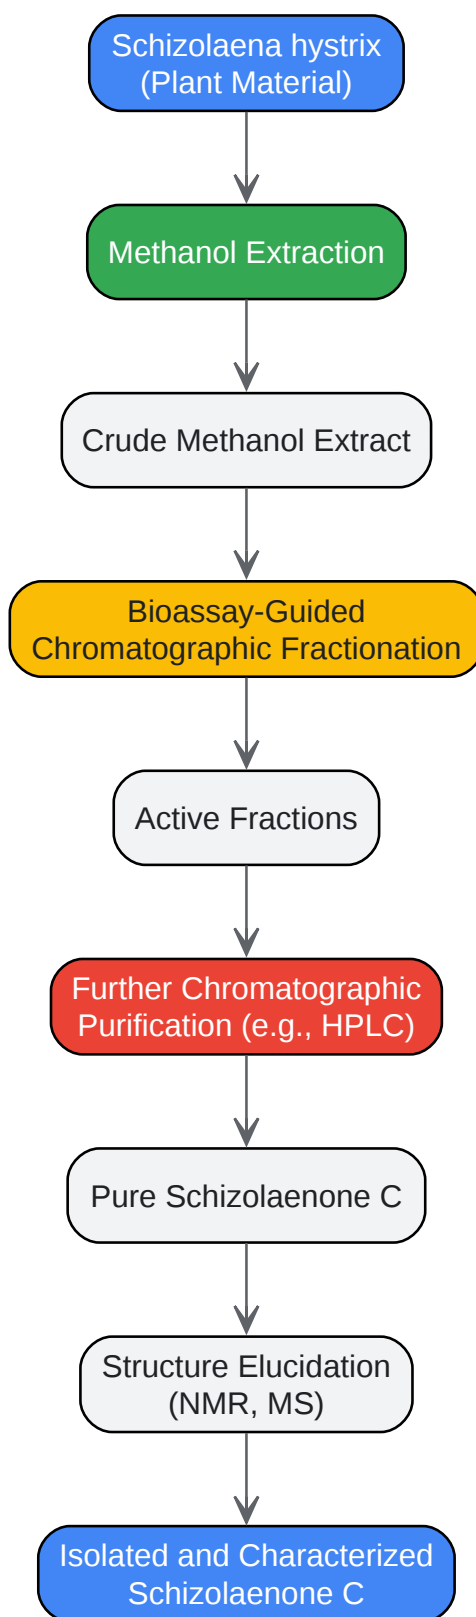 Schizolaena hystrix
(Plant Material)
Methanol Extraction
Crude Methanol Extract
Bioassay-Guided
Chromatographic Fractionation
Active Fractions
Further Chromatographic
Purification (e.g., HPLC)
Pure Schizolaenone C
Structure Elucidation
(NMR, MS)
Isolated and Characterized
Schizolaenone C